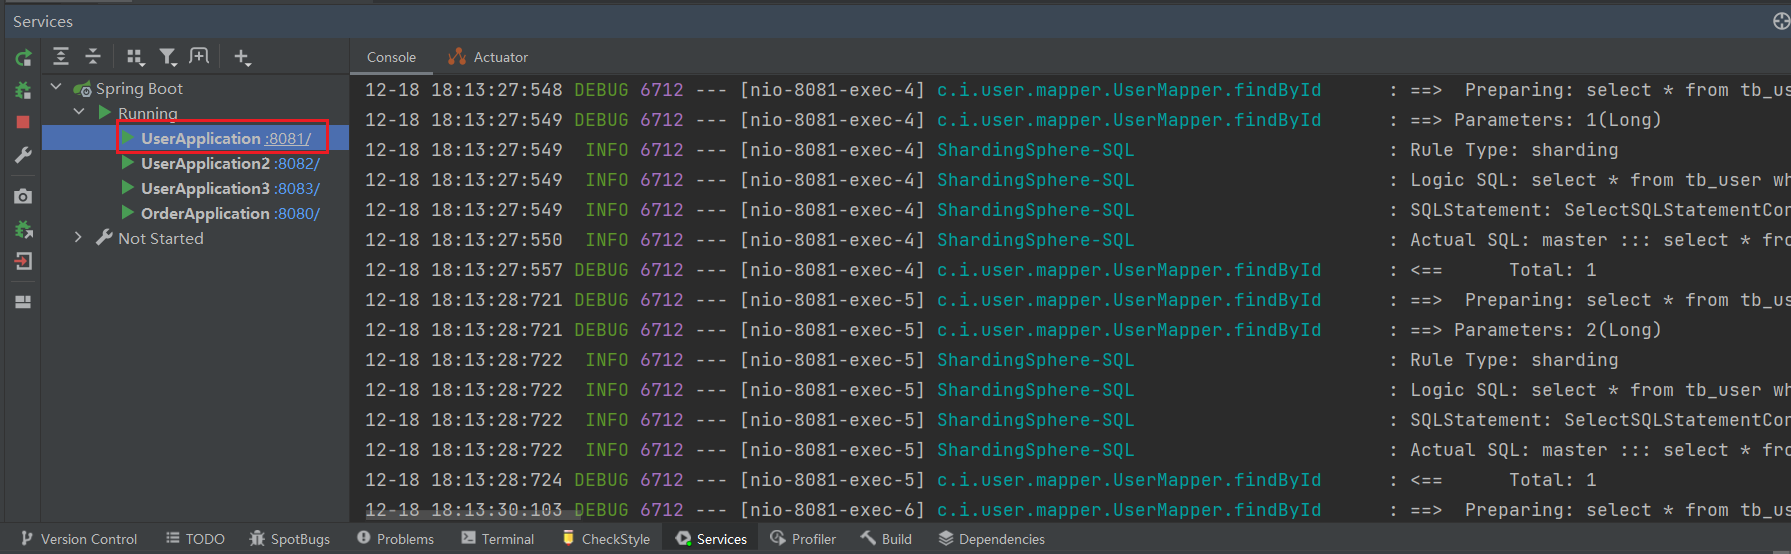 Services
Console Actuator
Spring Boot
Running
UserApplication :8081/
UserApplication2 :8082/
UserApplication3 :8083/
OrderApplication :8080/
Not Started
12-18 18:13:27:548 DEBUG 6712 --- [nio-8081-exec-4] c.i.user.mapper.UserMapper.findById : ==>  Preparing: select * from tb_us
12-18 18:13:27:549 DEBUG 6712 --- [nio-8081-exec-4] c.i.user.mapper.UserMapper.findById : ==> Parameters: 1(Long)
12-18 18:13:27:549 INFO 6712 --- [nio-8081-exec-4] ShardingSphere-SQL : Rule Type: sharding
12-18 18:13:27:549 INFO 6712 --- [nio-8081-exec-4] ShardingSphere-SQL : Logic SQL: select * from tb_user wh
12-18 18:13:27:549 INFO 6712 --- [nio-8081-exec-4] ShardingSphere-SQL : SQLStatement: SelectSQLStatementCon
12-18 18:13:27:550 INFO 6712 --- [nio-8081-exec-4] ShardingSphere-SQL : Actual SQL: master ::: select * fro
12-18 18:13:27:557 DEBUG 6712 --- [nio-8081-exec-4] c.i.user.mapper.UserMapper.findById : <==      Total: 1
12-18 18:13:28:721 DEBUG 6712 --- [nio-8081-exec-5] c.i.user.mapper.UserMapper.findById : ==>  Preparing: select * from tb_us
12-18 18:13:28:721 DEBUG 6712 --- [nio-8081-exec-5] c.i.user.mapper.UserMapper.findById : ==> Parameters: 2(Long)
12-18 18:13:28:722 INFO 6712 --- [nio-8081-exec-5] ShardingSphere-SQL : Rule Type: sharding
12-18 18:13:28:722 INFO 6712 --- [nio-8081-exec-5] ShardingSphere-SQL : Logic SQL: select * from tb_user wh
12-18 18:13:28:722 INFO 6712 --- [nio-8081-exec-5] ShardingSphere-SQL : SQLStatement: SelectSQLStatementCon
12-18 18:13:28:722 INFO 6712 --- [nio-8081-exec-5] ShardingSphere-SQL : Actual SQL: master ::: select * fro
12-18 18:13:28:724 DEBUG 6712 --- [nio-8081-exec-5] c.i.user.mapper.UserMapper.findById : <==      Total: 1
12-18 18:13:30:103 DEBUG 6712 --- [nio-8081-exec-6] c.i.user.mapper.UserMapper.findById : ==>  Preparing: select * from tb_us
Version Control TODO SpotBugs Problems Terminal CheckStyle Services Profiler Build Dependencies